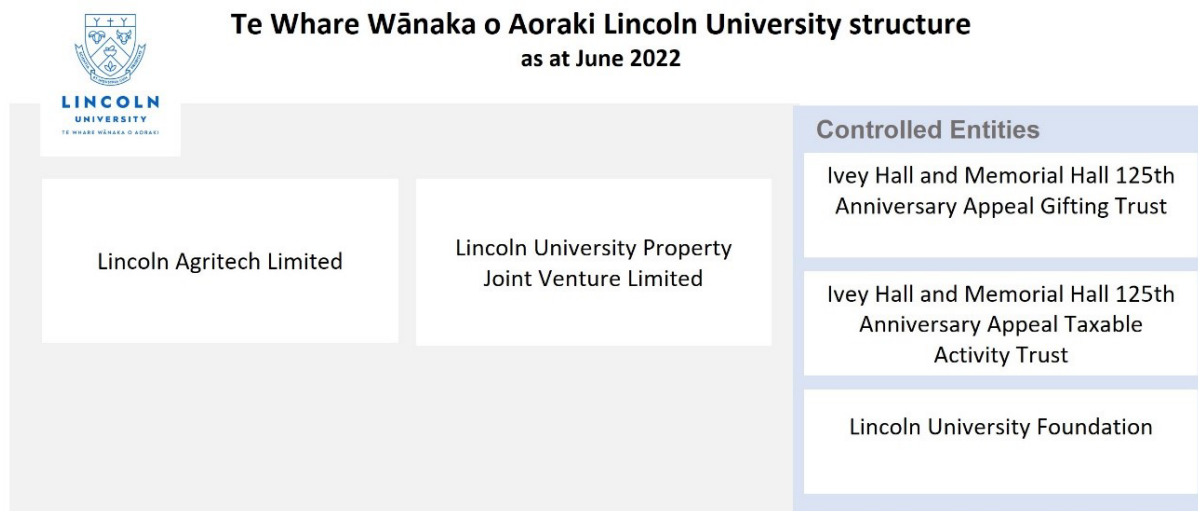 Te Whare Wānaka o Aoraki Lincoln University structure
as at June 2022
LINCOLN
UNIVERSITY
TE WHARE WĀNAKA O AORAKI
Lincoln Agritech Limited
Lincoln University Property
Joint Venture Limited
Controlled Entities
Ivey Hall and Memorial Hall 125th
Anniversary Appeal Gifting Trust
Ivey Hall and Memorial Hall 125th
Anniversary Appeal Taxable
Activity Trust
Lincoln University Foundation